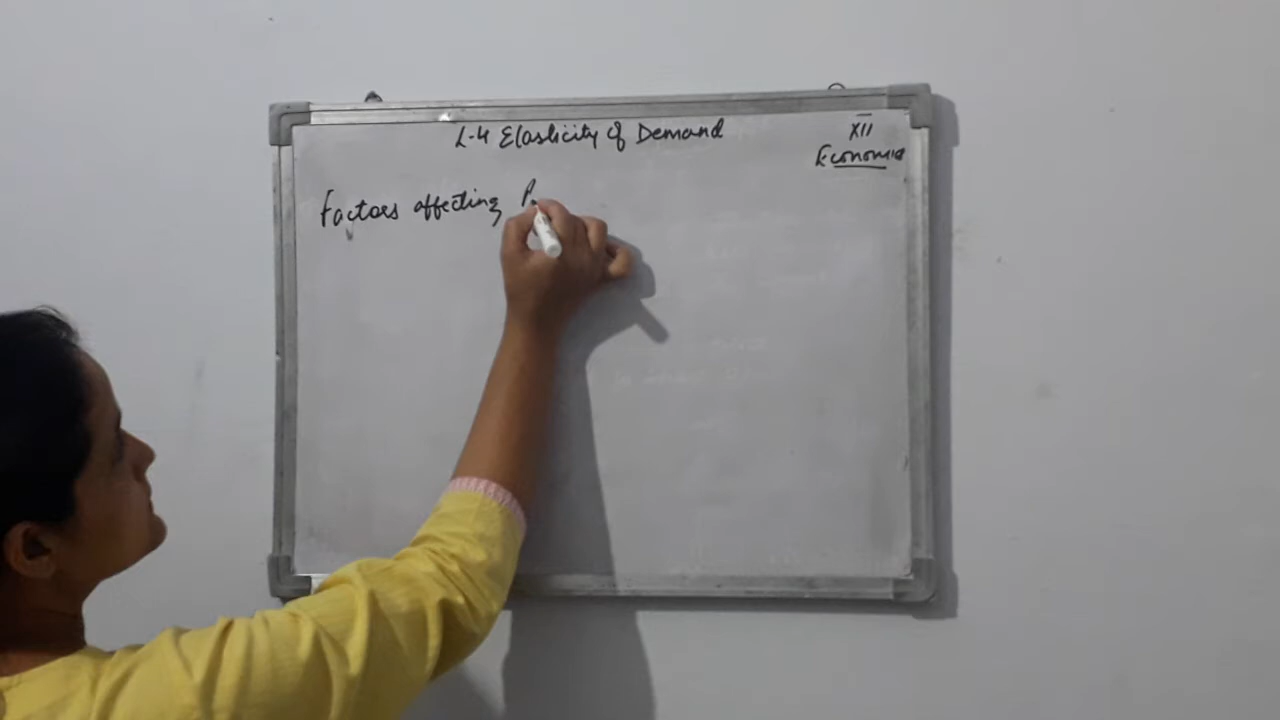 L-4 Elasticity of Demand
XII
Economics
Factors affecting P